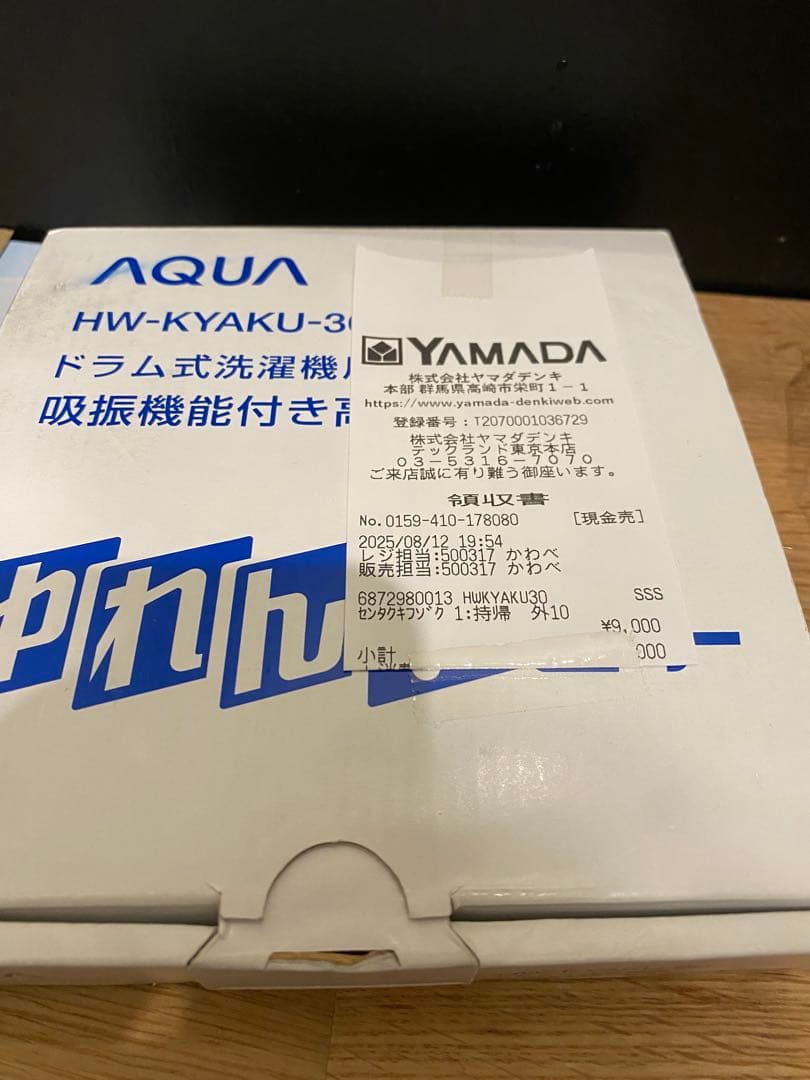 AQUA
HW-KYAKU-30
ドラム式洗濯機
吸振機能付き高
ゆれん
YAMADA
株式会社ヤマダデンキ
本部 群馬県高崎市栄町1-1
https://www.yamada-denkiweb.com
登録番号:T2070001036729
株式会社ヤマダデンキ
テックランド東京本店
03-5316-7070
ご来店誠に有り難う御座います。
領収書
No.0159-410-178080 [現金売]
2025/08/12 19:54
レジ担当:500317 かわべ
販売担当:500317 かわべ
6872980013 HWKYAKU30 SSS
センタクキフゾク 1:持帰 外10
¥9,000
小計 000